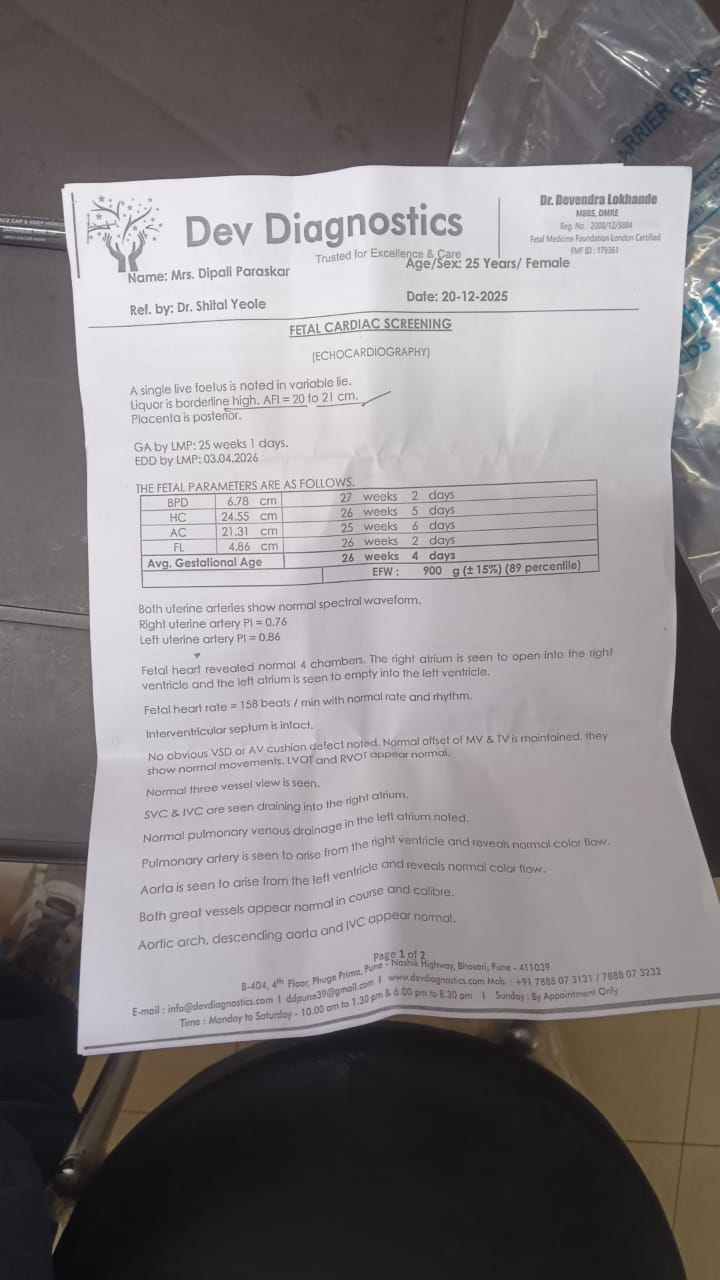 Dev Diagnostics
Trusted for Excellence & Care
Dr. Devendra Lokhande
MBBS, DMRE
Reg. No.: 2008/12/3884
Fetal Medicine Foundation London Certified
FMF ID : 179361
Name: Mrs. Dipali Paraskar
Age/Sex: 25 Years/ Female
Ref. by: Dr. Shital Yeole
Date: 20-12-2025
FETAL CARDIAC SCREENING
(ECHOCARDIOGRAPHY)
A single live foetus is noted in variable lie.
Liquor is borderline high. AFI = 20 to 21 cm.
Placenta is posterior.
GA by LMP: 25 weeks 1 days.
EDD by LMP: 03.04.2026
THE FETAL PARAMETERS ARE AS FOLLOWS.
BPD 6.78 cm 27 weeks 2 days
HC 24.55 cm 26 weeks 5 days
AC 21.31 cm 25 weeks 6 days
FL 4.86 cm 26 weeks 2 days
Avg. Gestational Age 26 weeks 4 days
EFW : 900 g (± 15%) (89 percentile)
Both uterine arteries show normal spectral waveform.
Right uterine artery PI = 0.76
Left uterine artery PI = 0.86
Fetal heart revealed normal 4 chambers. The right atrium is seen to open into the right
ventricle and the left atrium is seen to empty into the left ventricle.
Fetal heart rate = 158 beats / min with normal rate and rhythm.
Interventricular septum is intact.
No obvious VSD or AV cushion defect noted. Normal offset of MV & TV is maintained, they
show normal movements. LVOT and RVOT appear normal.
Normal three vessel view is seen.
SVC & IVC are seen draining into the right atrium.
Normal pulmonary venous drainage in the left atrium noted.
Pulmonary artery is seen to arise from the right ventricle and reveals normal color flow.
Aorta is seen to arise from the left ventricle and reveals normal color flow.
Both great vessels appear normal in course and calibre.
Aortic arch, descending aorta and IVC appear normal.
Page 1 of 2
B-404, 4th Floor, Phuge Prima, Pune - Nashik Highway, Bhosari, Pune - 411039.
E-mail : info@devdiagnostics.com I ddpune39@gmail.com I www.devdiagnostics.com Mob. : +91 7888 07 3131 / 7888 07 3232
Time : Monday to Saturday - 10.00 am to 1.30 pm & 6.00 pm to 8.30 pm I Sunday : By Appointment Only